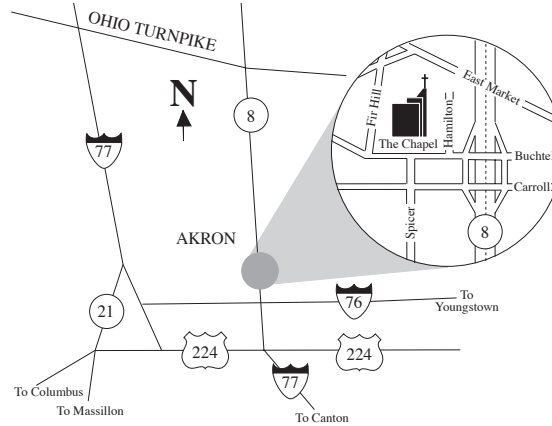 OHIO TURNPIKE
N
8
77
East Market
Fir Hill
Hamilton
The Chapel
Buchtel
Carroll
Spicer
8
AKRON
76
To
Youngstown
21
224
224
77
To Columbus
To Massillon
To Canton